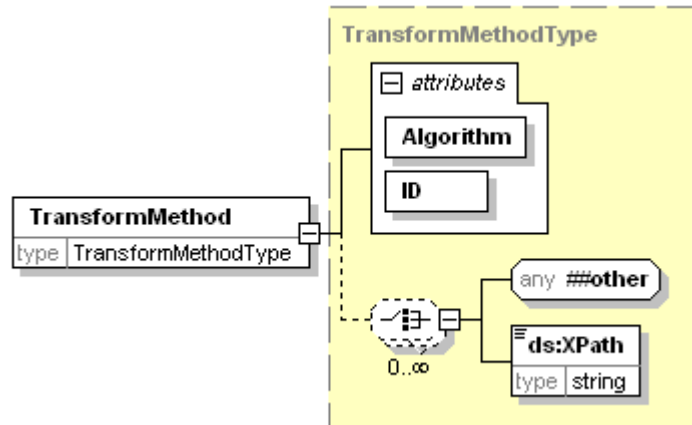 TransformMethodType
attributes
Algorithm
ID
TransformMethod
type TransformMethodType
any ##other
0..∞
ds:XPath
type string